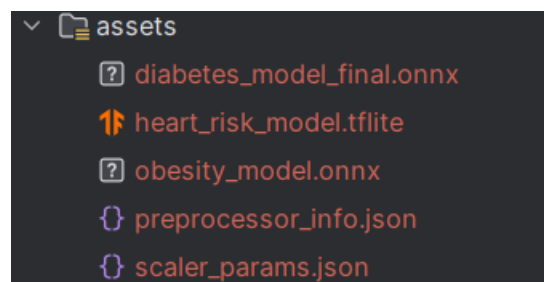 assets
diabetes_model_final.onnx
heart_risk_model.tflite
obesity_model.onnx
preprocessor_info.json
scaler_params.json